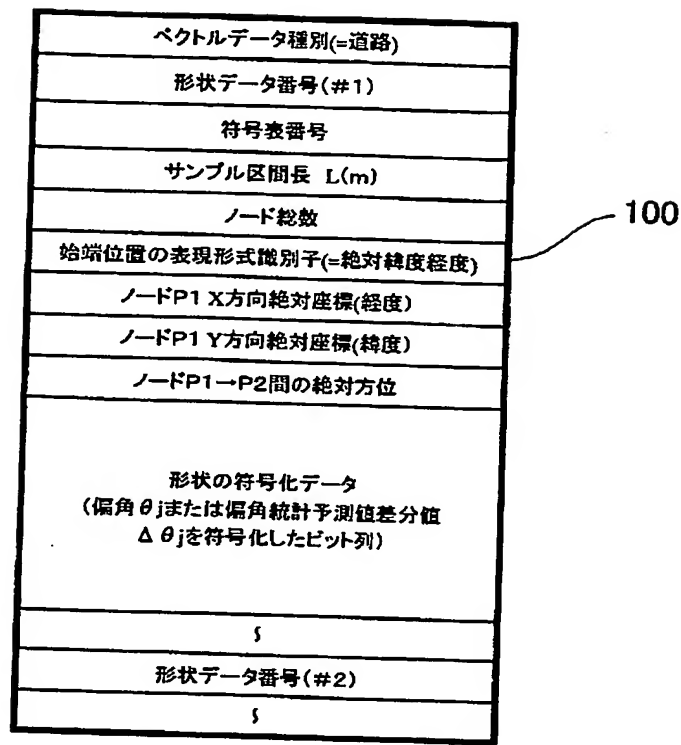 ベクトルデータ種別(=道路)
形状データ番号(#1)
符号表番号
サンプル区間長 L(m)
ノード総数
始端位置の表現形式識別子(=絶対緯度経度)
ノードP1 X方向絶対座標(経度)
ノードP1 Y方向絶対座標(緯度)
ノードP1→P2間の絶対方位
形状の符号化データ
(偏角θjまたは偏角統計予測値差分値
Δθjを符号化したビット列)
∫
形状データ番号(#2)
∫
100